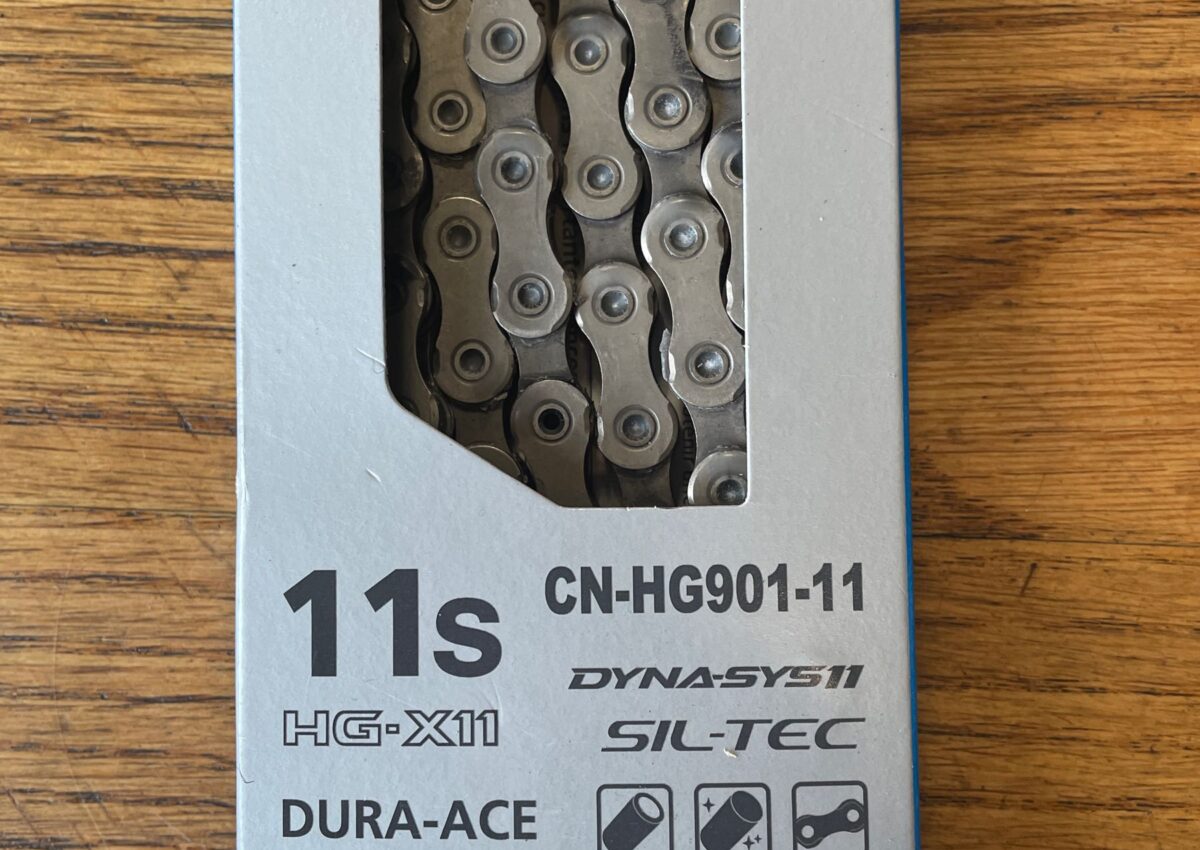 11s
CN-HG901-11
DYNA-SYS11
HG-X11
SIL-TEC
DURA-ACE